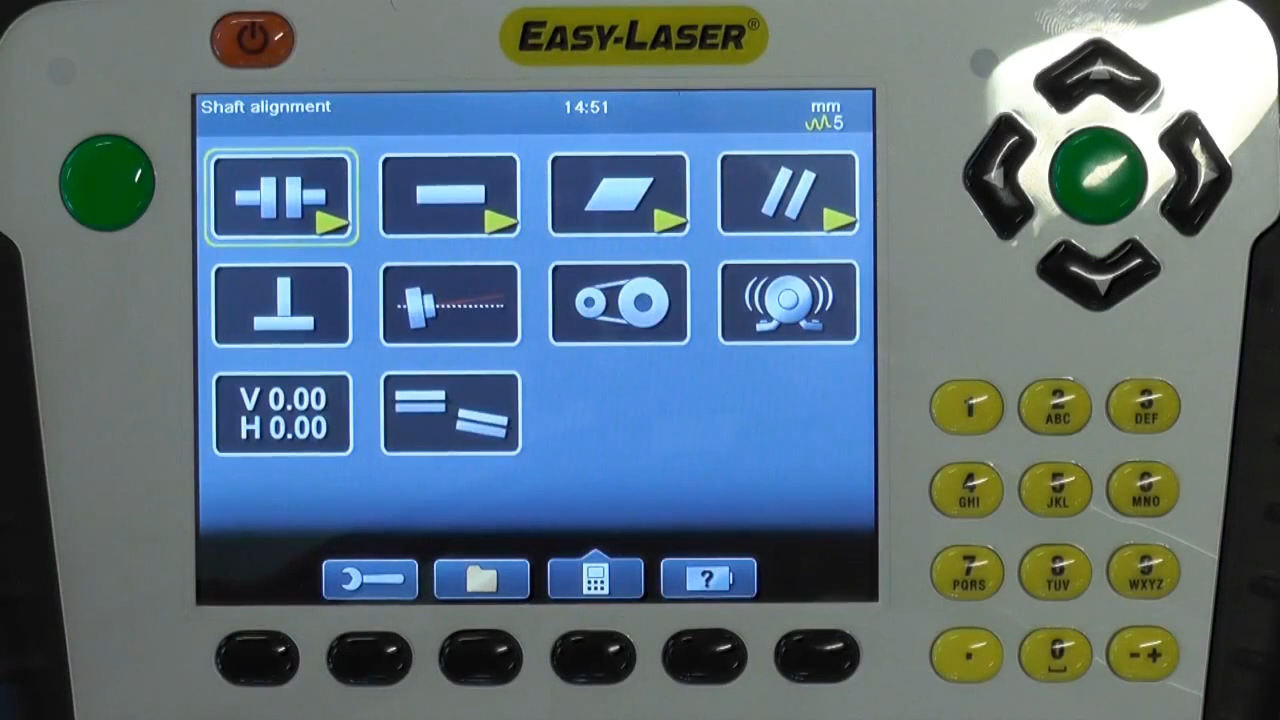 EASY-LASER®
Shaft alignment
14:51
mm
5
V 0.00
H 0.00
?
1
2
ABC
3
DEF
4
GHI
5
JKL
6
MNO
7
PQRS
8
TUV
9
WXYZ
.
0
-+